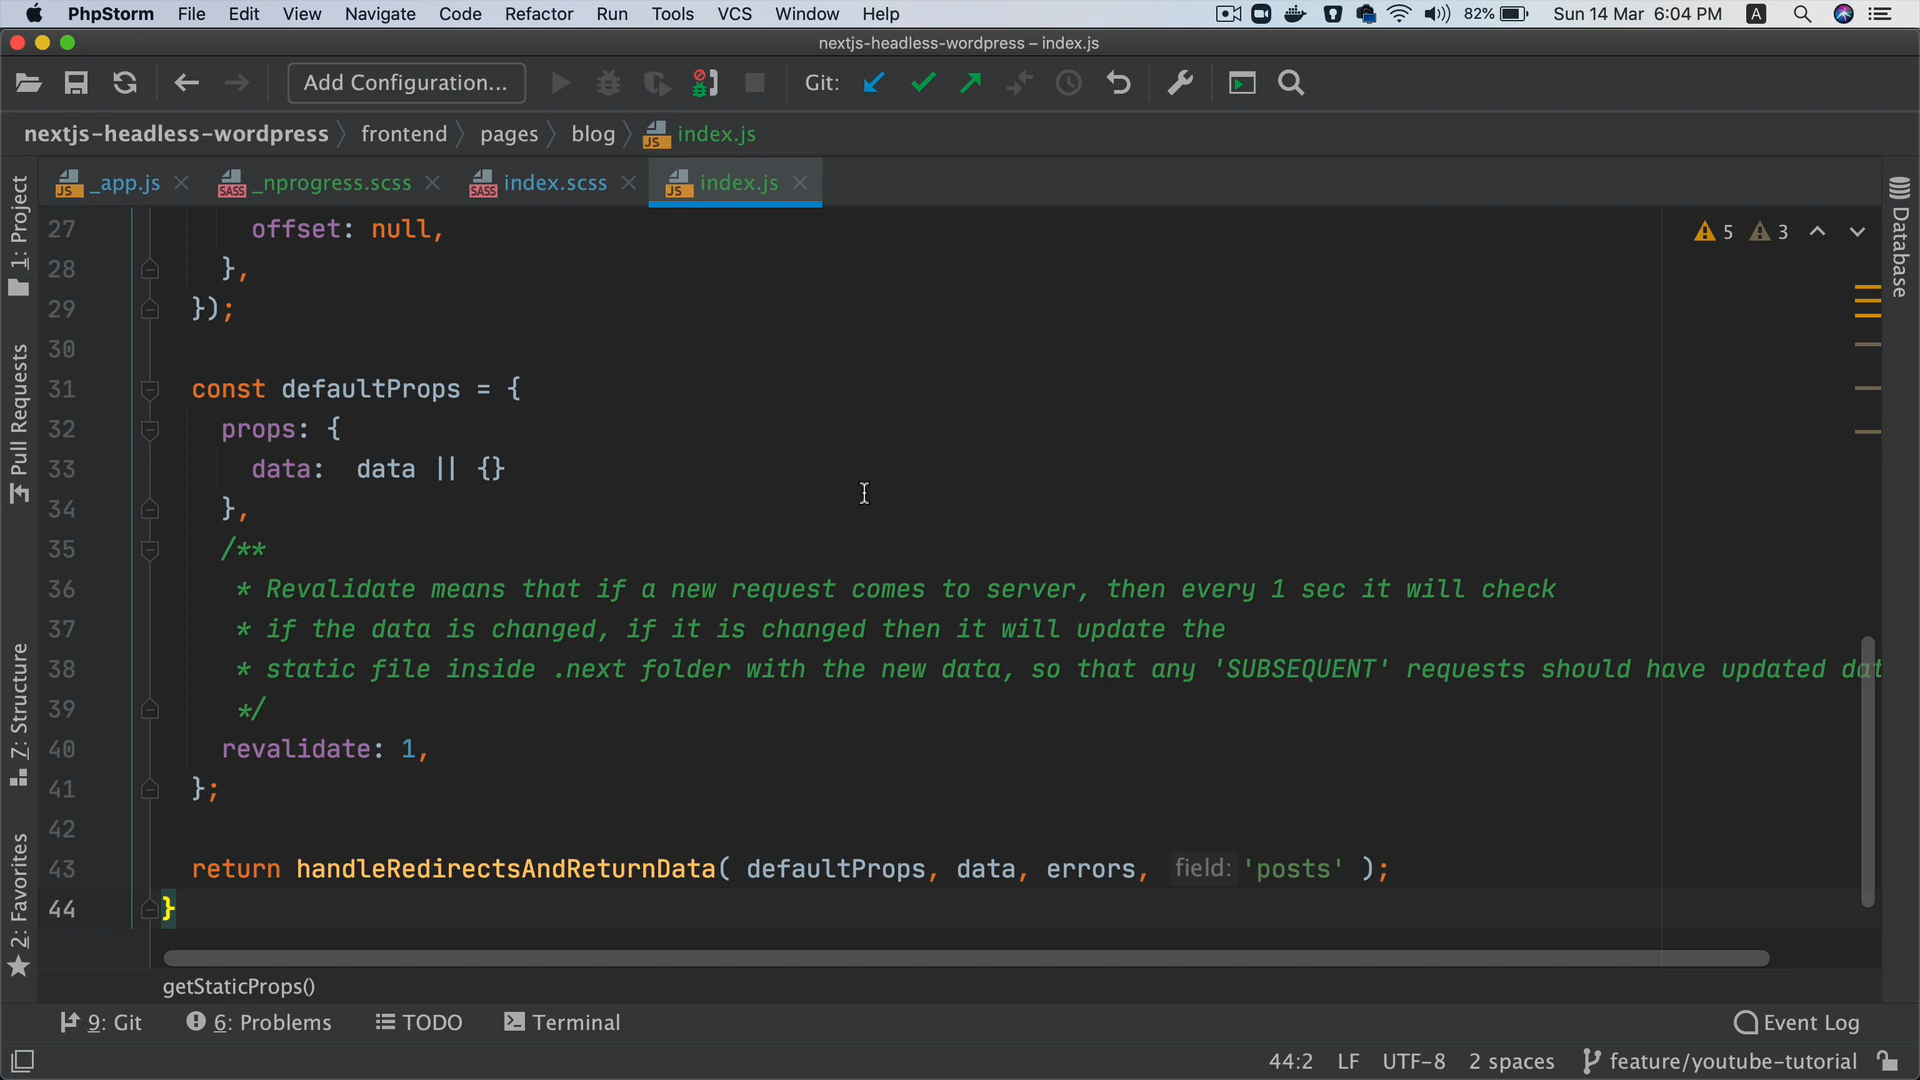 PhpStorm File Edit View Navigate Code Refactor Run Tools VCS Window Help 82% Sun 14 Mar 6:04 PM A
nextjs-headless-wordpress – index.js
Add Configuration... Git:
nextjs-headless-wordpress frontend pages blog index.js
_app.js _nprogress.scss index.scss index.js
1: Project
Pull Requests
Z: Structure
2: Favorites
Database
5 3
27 offset: null,
28 },
29 });
30
31 const defaultProps = {
32 props: {
33 data:  data || {}
34 },
35 /**
36 * Revalidate means that if a new request comes to server, then every 1 sec it will check
37 * if the data is changed, if it is changed then it will update the
38 * static file inside .next folder with the new data, so that any 'SUBSEQUENT' requests should have updated dat
39 */
40 revalidate: 1,
41 };
42
43 return handleRedirectsAndReturnData( defaultProps, data, errors, field: 'posts' );
44 }
getStaticProps()
9: Git 6: Problems TODO Terminal Event Log
44:2 LF UTF-8 2 spaces feature/youtube-tutorial